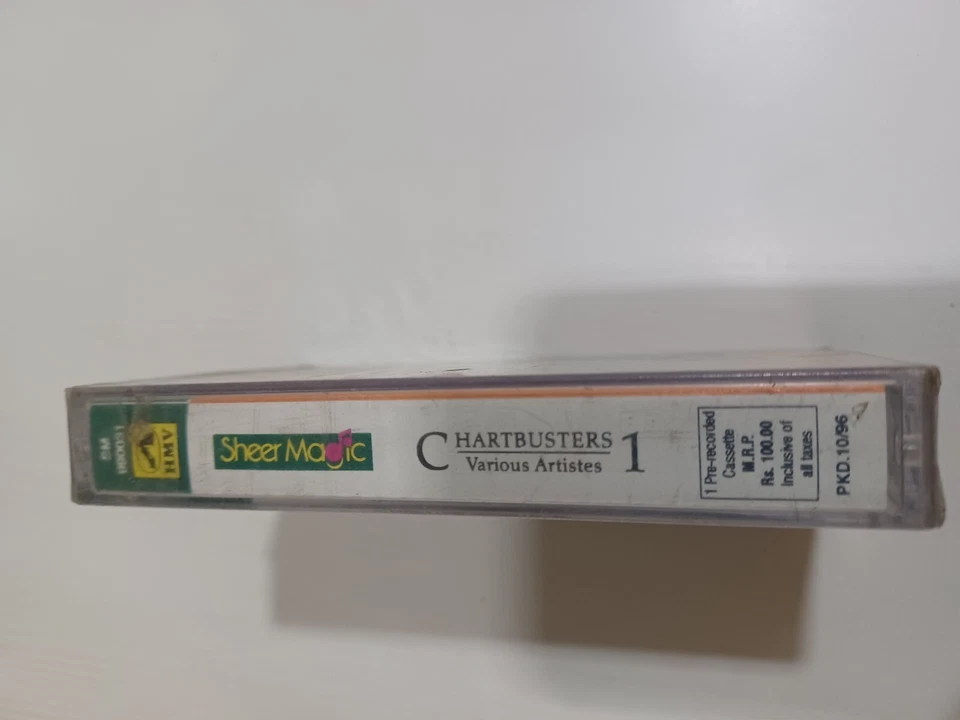 SM
HMV
Sheer Magic
CHARTBUSTERS 1
Various Artistes
1 Pre-recorded
Cassette
M.R.P.
Rs. 100.00
Inclusive of
all taxes
PKD.10/96